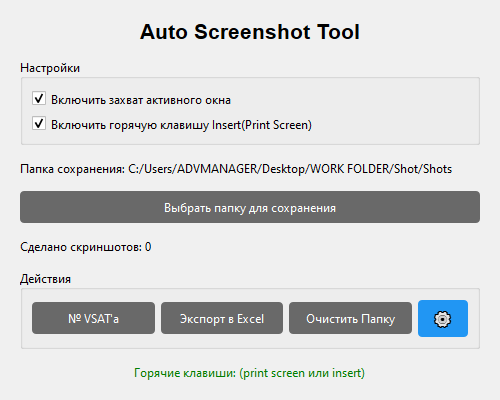 Auto Screenshot Tool
Настройки
Включить захват активного окна
Включить горячую клавишу Insert(Print Screen)
Папка сохранения: C:/Users/ADVMANAGER/Desktop/WORK FOLDER/Shot/Shots
Выбрать папку для сохранения
Сделано скриншотов: 0
Действия
№ VSAT'а Экспорт в Excel Очистить Папку
Горячие клавиши: (print screen или insert)